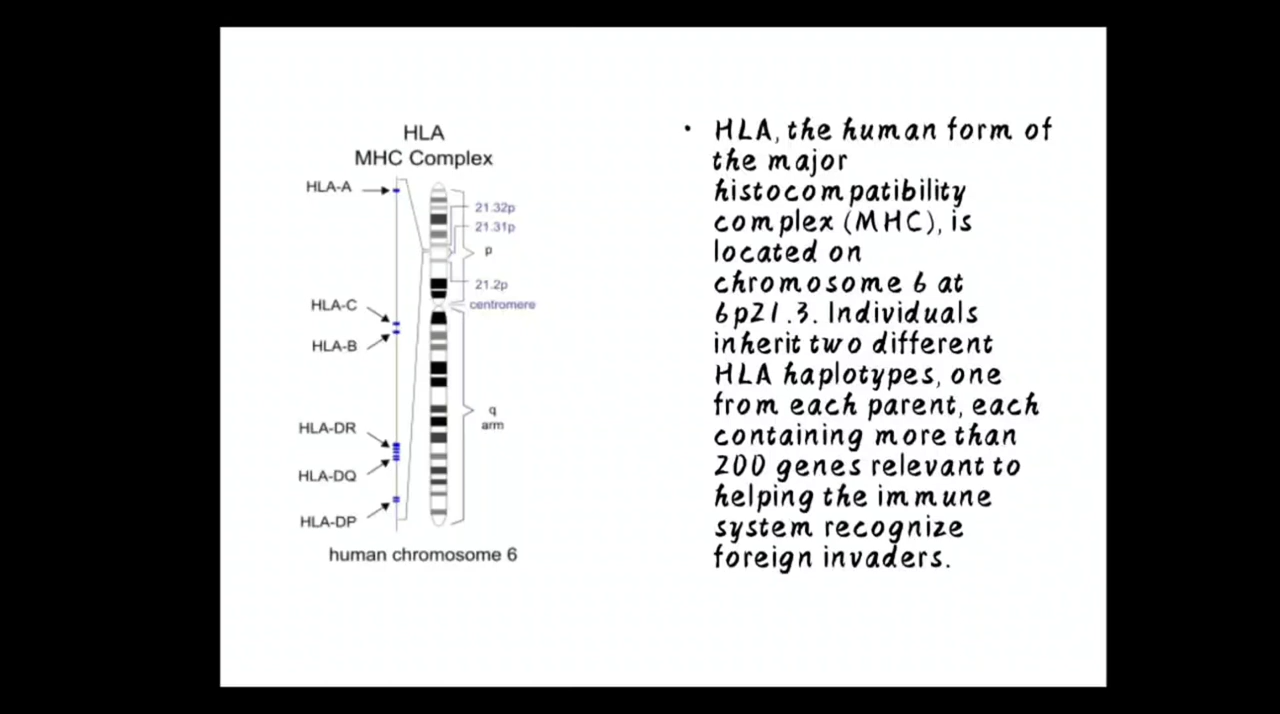 HLA
MHC Complex
HLA-A
HLA-C
HLA-B
HLA-DR
HLA-DQ
HLA-DP
21.32p
21.31p
p
21.2p
centromere
q
arm
human chromosome 6
• HLA, the human form of
the major
histocompatibility
complex (MHC), is
located on
chromosome 6 at
6p21.3. Individuals
inherit two different
HLA haplotypes, one
from each parent, each
containing more than
200 genes relevant to
helping the immune
system recognize
foreign invaders.